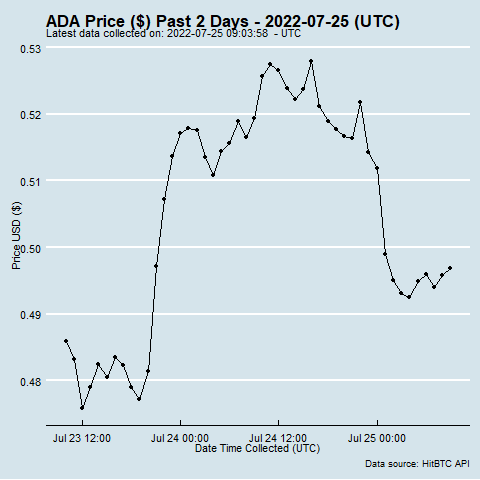 ADA Price ($) Past 2 Days - 2022-07-25 (UTC)
Latest data collected on: 2022-07-25 09:03:58 - UTC
0.53
0.52
0.51
0.50
0.49
0.48
Price USD ($)
Jul 23 12:00
Jul 24 00:00
Jul 24 12:00
Jul 25 00:00
Date Time Collected (UTC)
Data source: HitBTC API